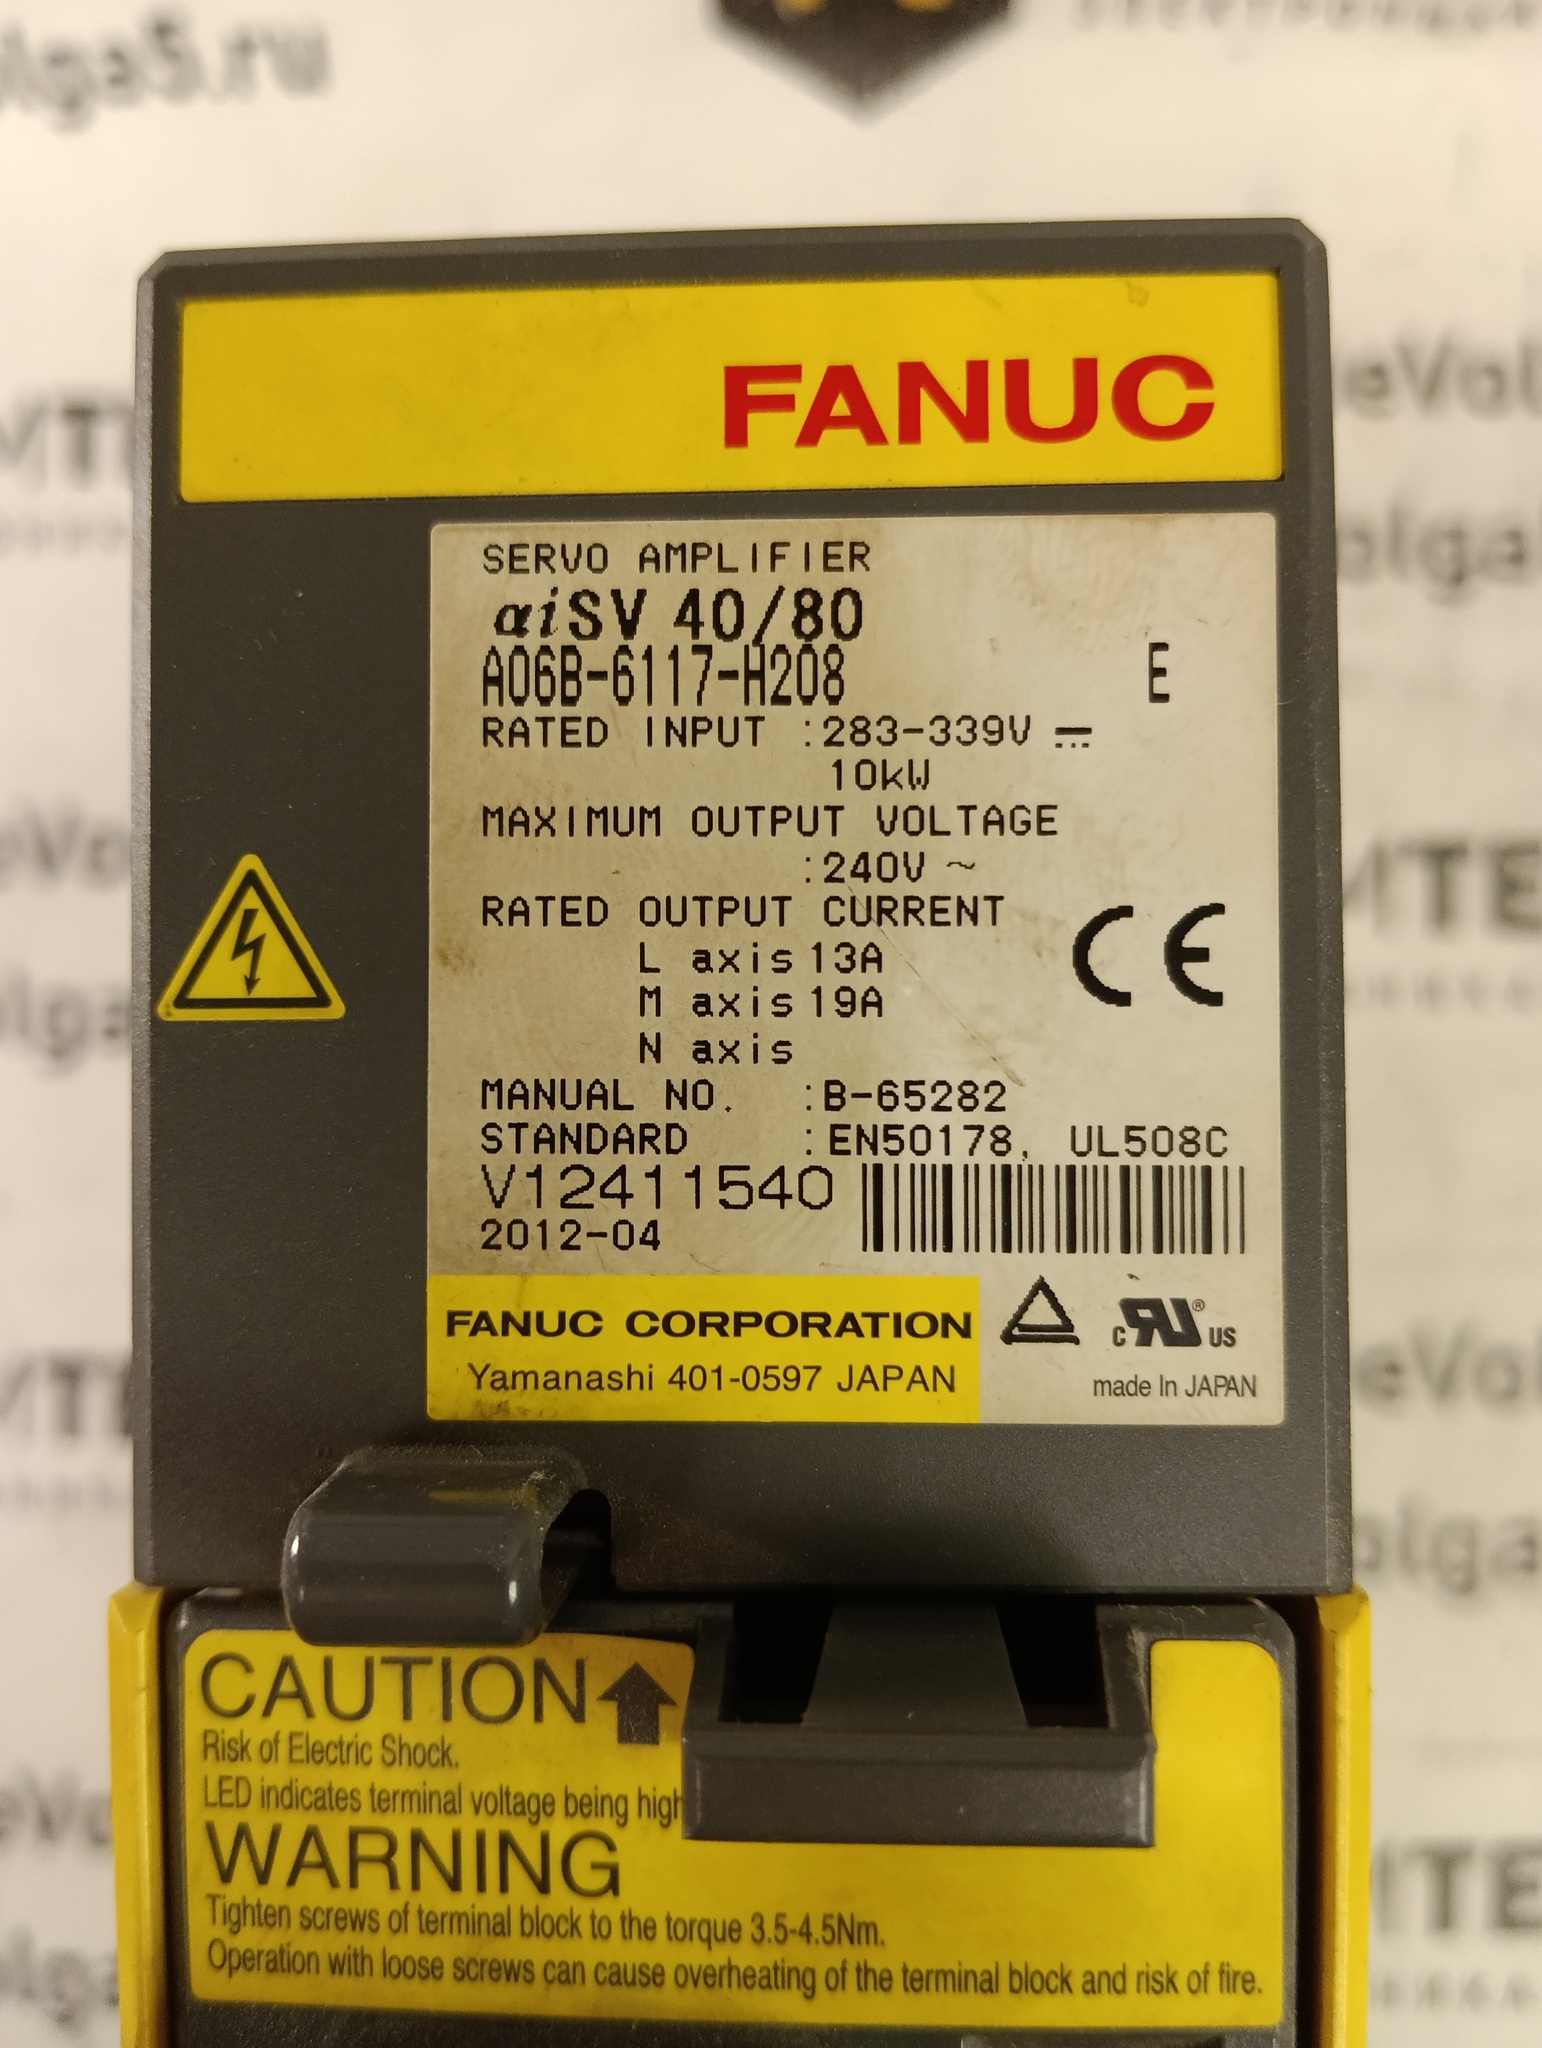 olga5.ru
FANUC
SERVO AMPLIFIER
αiSV 40/80
A06B-6117-H208 E
RATED INPUT :283-339V ⎓
10kW
MAXIMUM OUTPUT VOLTAGE
:240V ~
RATED OUTPUT CURRENT
L axis 13A
M axis 19A
N axis
CE
MANUAL NO. :B-65282
STANDARD :EN50178, UL508C
V12411540
2012-04
FANUC CORPORATION
Yamanashi 401-0597 JAPAN
c RU ® US
made In JAPAN
CAUTION
Risk of Electric Shock.
LED indicates terminal voltage being high
WARNING
Tighten screws of terminal block to the torque 3.5-4.5Nm.
Operation with loose screws can cause overheating of the terminal block and risk of fire.